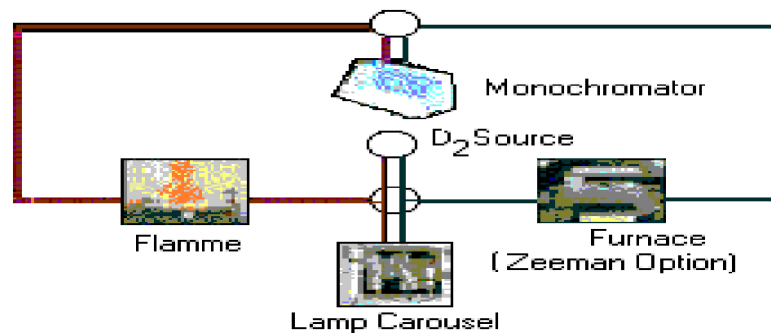 Monochromator
D2Source
Flamme
Furnace
(Zeeman Option)
Lamp Carousel